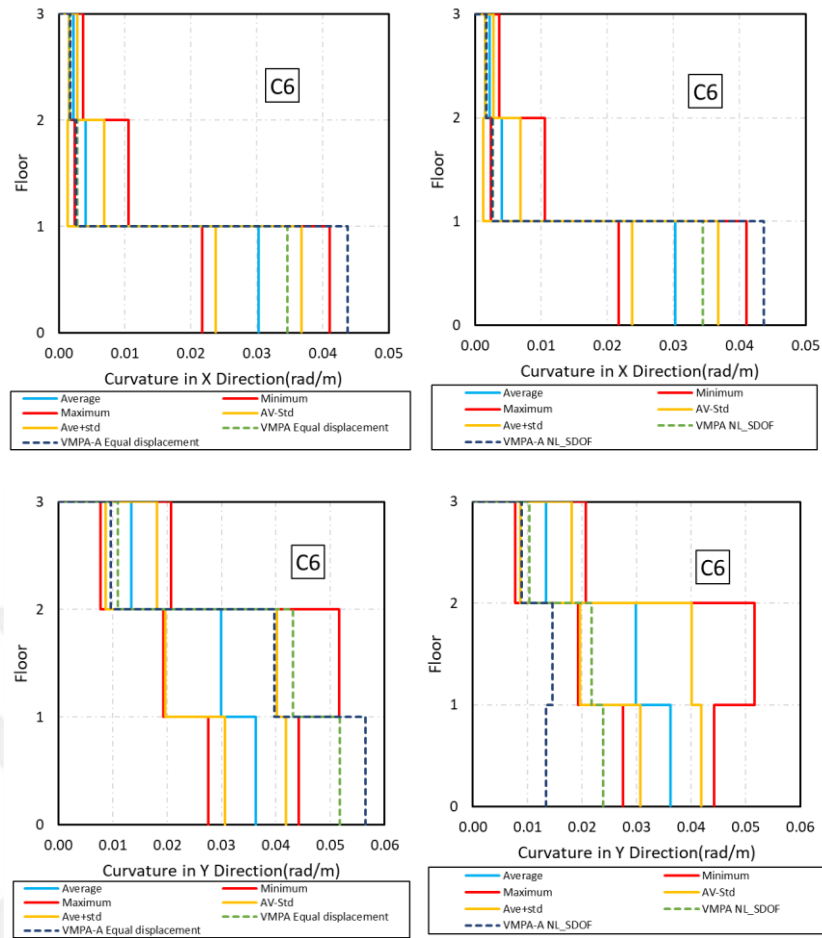 3
2
1
0
Floor
C6
0.00 0.01 0.02 0.03 0.04 0.05
Curvature in X Direction(rad/m)
Average Minimum
Maximum AV-Std
Ave+std VMPA Equal displacement
VMPA-A Equal displacement
3
2
1
0
Floor
C6
0.00 0.01 0.02 0.03 0.04 0.05
Curvature in X Direction(rad/m)
Average Minimum
Maximum AV-Std
Ave+std VMPA NL_SDOF
VMPA-A NL_SDOF
3
2
1
0
Floor
C6
0.00 0.01 0.02 0.03 0.04 0.05 0.06
Curvature in Y Direction(rad/m)
Average Minimum
Maximum AV-Std
Ave+std VMPA Equal displacement
VMPA-A Equal displacement
3
2
1
0
Floor
C6
0.00 0.01 0.02 0.03 0.04 0.05 0.06
Curvature in Y Direction(rad/m)
Average Minimum
Maximum AV-Std
Ave+std VMPA NL_SDOF
VMPA-A NL_SDOF